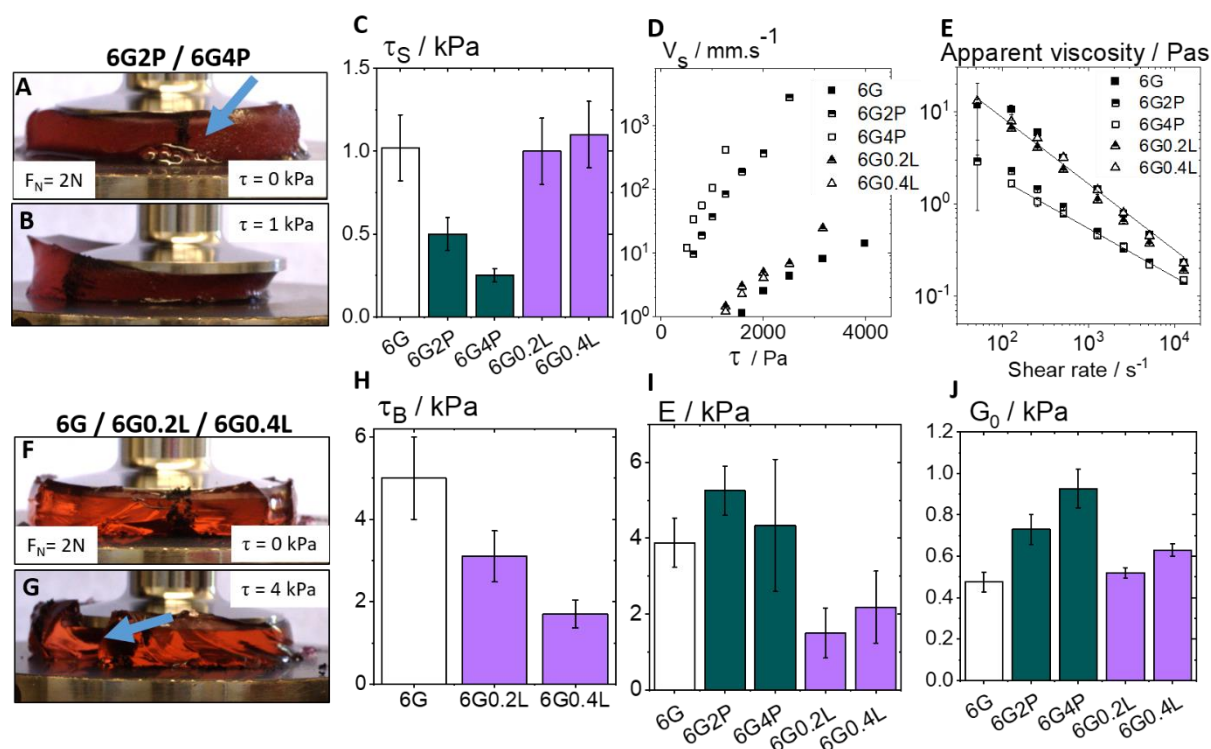 6G2P / 6G4P
A
F_N= 2N
τ = 0 kPa
B
τ = 1 kPa
C
τ_S / kPa
1.5
1.0
0.5
0.0
6G
6G2P
6G4P
6G0.2L
6G0.4L
D
V_s / mm.s^-1
6G
6G2P
6G4P
6G0.2L
6G0.4L
10^3
10^2
10^1
10^0
0
2000
4000
τ / Pa
E
Apparent viscosity / Pas
6G
6G2P
6G4P
6G0.2L
6G0.4L
10^1
10^0
10^-1
10^2
10^3
10^4
Shear rate / s^-1
6G / 6G0.2L / 6G0.4L
F
F_N= 2N
τ = 0 kPa
G
τ = 4 kPa
H
τ_B / kPa
6
4
2
0
6G
6G0.2L
6G0.4L
I
E / kPa
6
4
2
0
6G
6G2P
6G4P
6G0.2L
6G0.4L
J
G_0 / kPa
1.2
1.0
0.8
0.6
0.4
0.2
0.0
6G
6G2P
6G4P
6G0.2L
6G0.4L